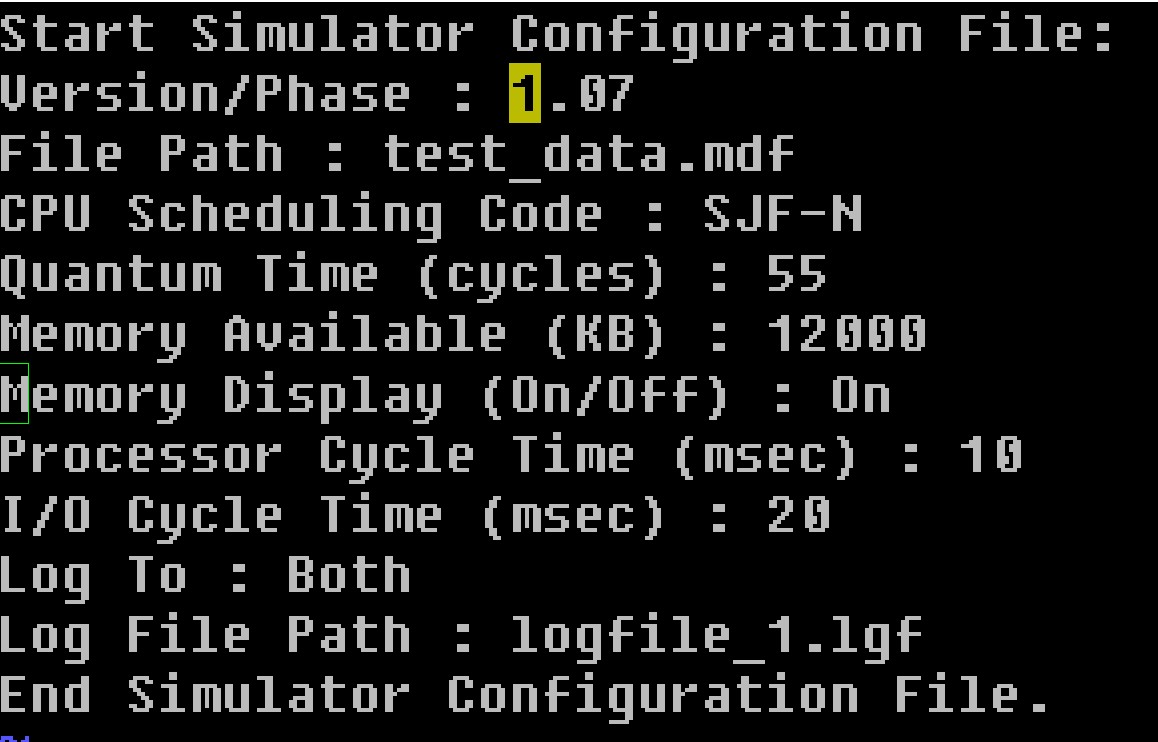 Start Simulator Configuration File:
Version/Phase : 1.07
File Path : test_data.mdf
CPU Scheduling Code : SJF-N
Quantum Time (cycles) : 55
Memory Available (KB) : 12000
Memory Display (On/Off) : On
Processor Cycle Time (msec) : 10
I/O Cycle Time (msec) : 20
Log To : Both
Log File Path : logfile_1.lgf
End Simulator Configuration File.